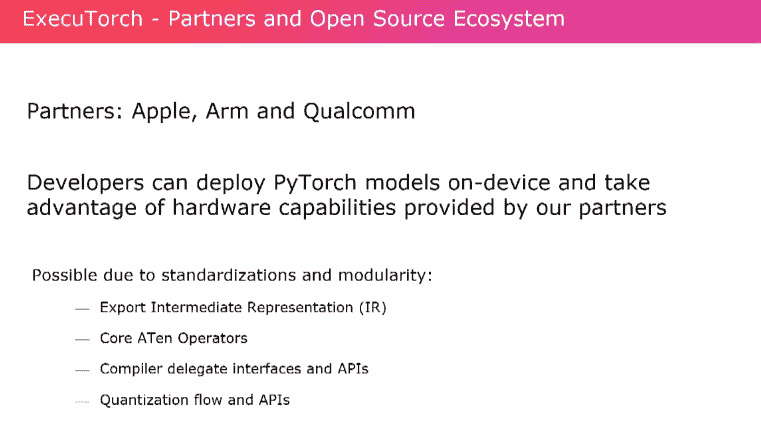 ExecuTorch - Partners and Open Source Ecosystem
Partners: Apple, Arm and Qualcomm
Developers can deploy PyTorch models on-device and take
advantage of hardware capabilities provided by our partners
Possible due to standardizations and modularity:
— Export Intermediate Representation (IR)
— Core ATen Operators
— Compiler delegate interfaces and APIs
— Quantization flow and APIs